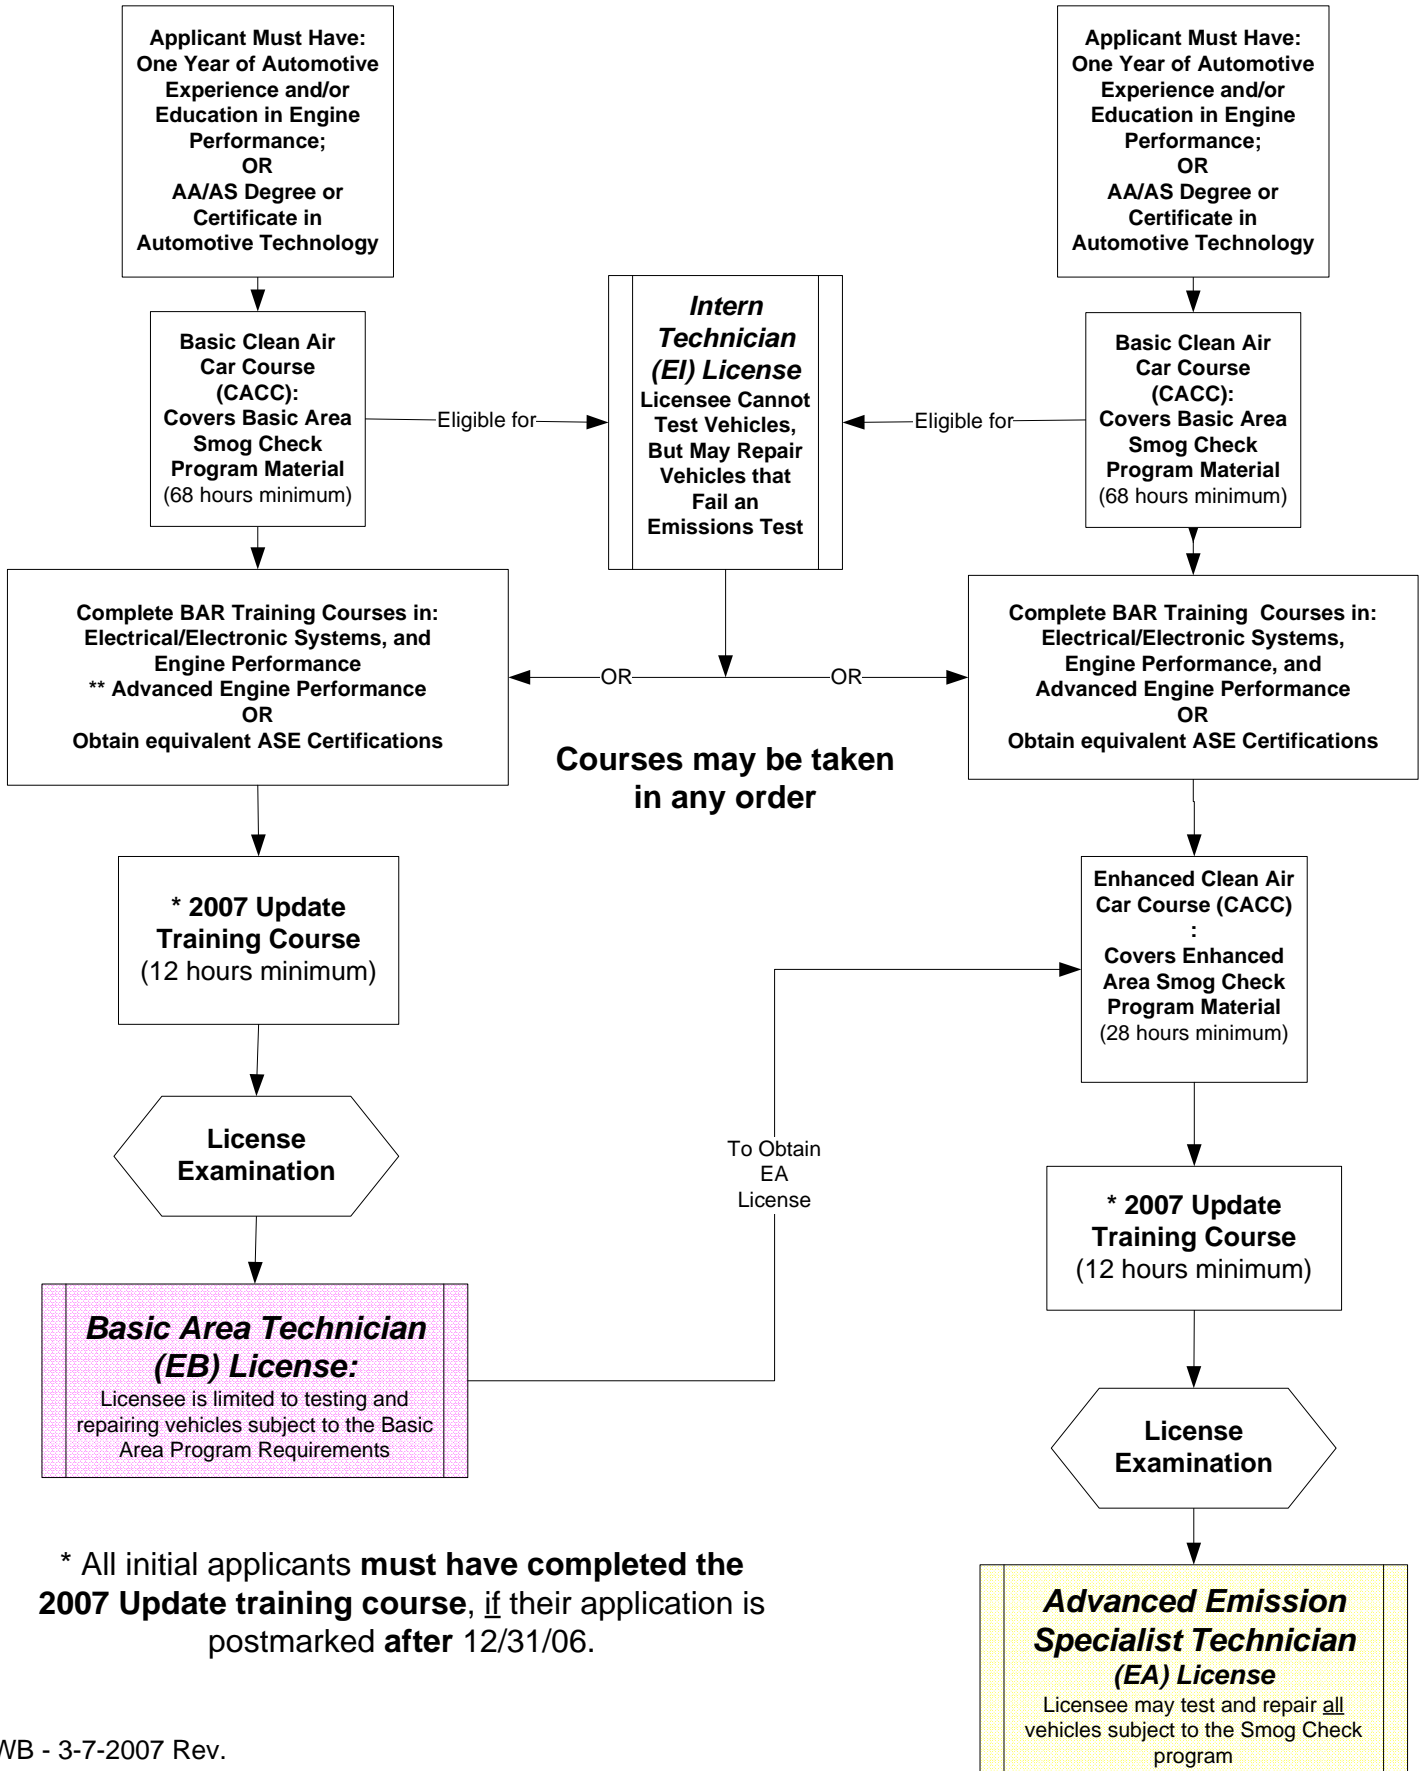 Applicant Must Have:
One Year of Automotive
Experience and/or
Education in Engine
Performance;
OR
AA/AS Degree or
Certificate in
Automotive Technology
Applicant Must Have:
One Year of Automotive
Experience and/or
Education in Engine
Performance;
OR
AA/AS Degree or
Certificate in
Automotive Technology
Basic Clean Air
Car Course
(CACC):
Covers Basic Area
Smog Check
Program Material
(68 hours minimum)
Eligible for
Intern
Technician
(EI) License
Licensee Cannot
Test Vehicles,
But May Repair
Vehicles that
Fail an
Emissions Test
Eligible for
Basic Clean Air
Car Course
(CACC):
Covers Basic Area
Smog Check
Program Material
(68 hours minimum)
Complete BAR Training Courses in:
Electrical/Electronic Systems, and
Engine Performance
** Advanced Engine Performance
OR
Obtain equivalent ASE Certifications
OR
OR
Complete BAR Training  Courses in:
Electrical/Electronic Systems,
Engine Performance, and
Advanced Engine Performance
OR
Obtain equivalent ASE Certifications
Courses may be taken
in any order
* 2007 Update
Training Course
(12 hours minimum)
Enhanced Clean Air
Car Course (CACC)
:
Covers Enhanced
Area Smog Check
Program Material
(28 hours minimum)
License
Examination
To Obtain
EA
License
* 2007 Update
Training Course
(12 hours minimum)
Basic Area Technician
(EB) License:
Licensee is limited to testing and
repairing vehicles subject to the Basic
Area Program Requirements
License
Examination
* All initial applicants must have completed the
2007 Update training course, if their application is
postmarked after 12/31/06.
Advanced Emission
Specialist Technician
(EA) License
Licensee may test and repair all
vehicles subject to the Smog Check
program
WB - 3-7-2007 Rev.